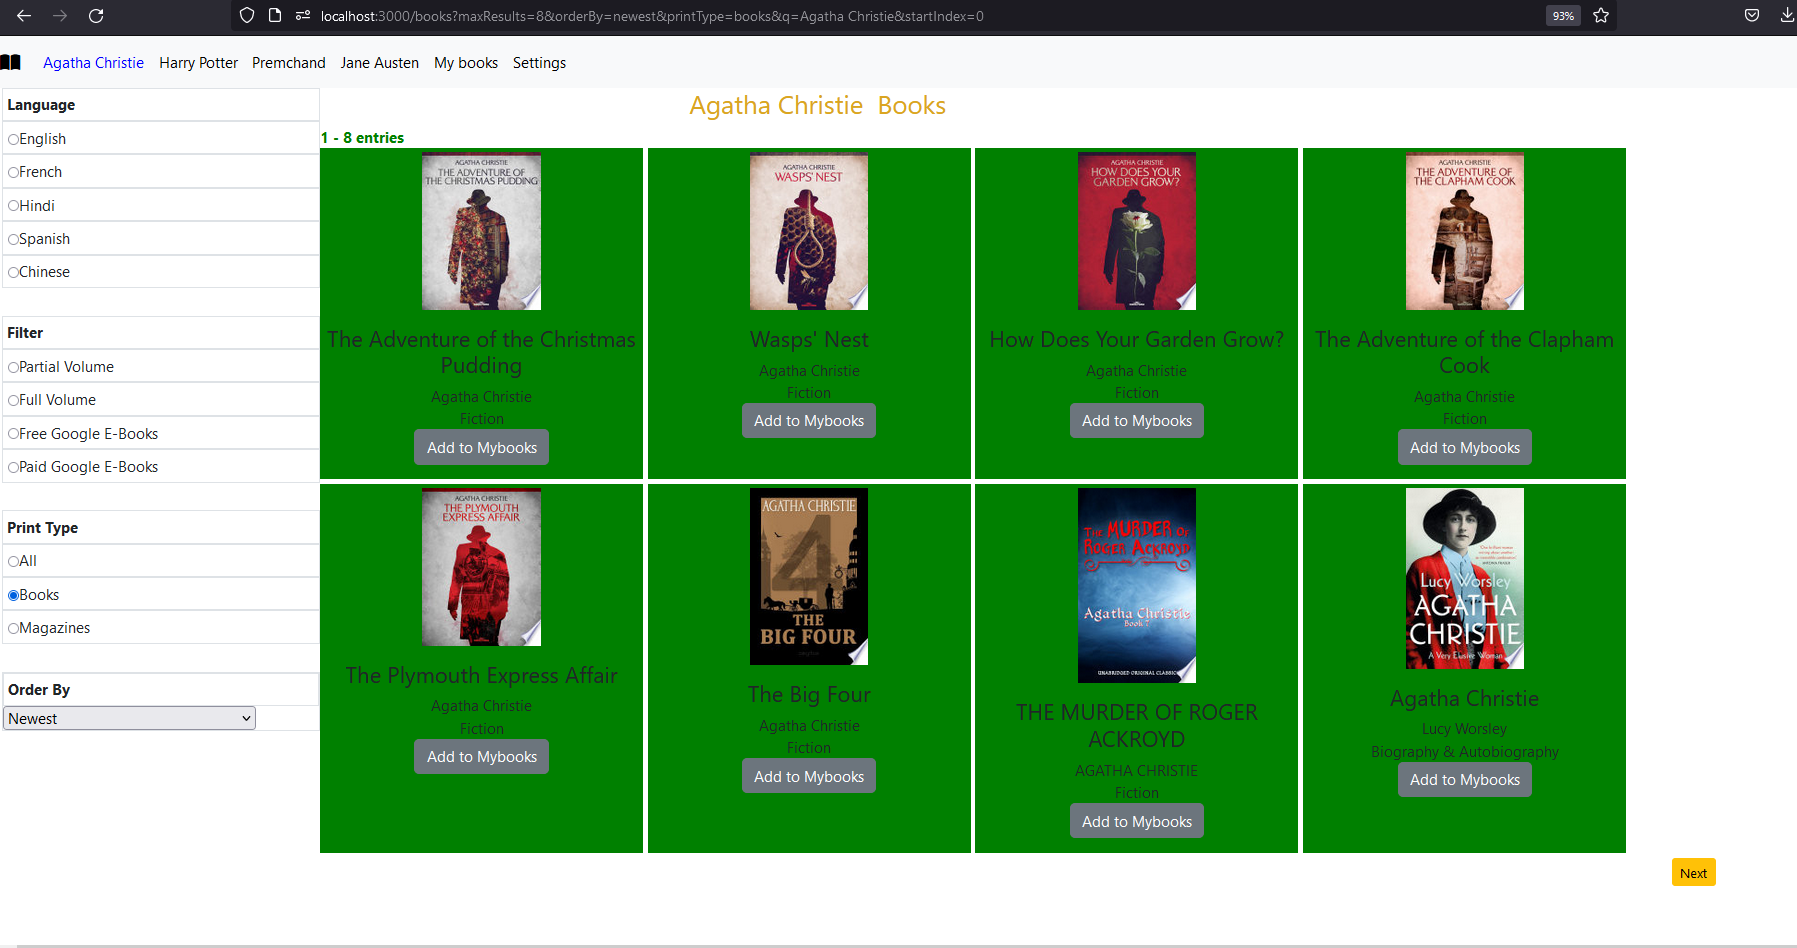 localhost:3000/books?maxResults=8&orderBy=newest&printType=books&q=Agatha Christie&startIndex=0
93%
Agatha Christie Harry Potter Premchand Jane Austen My books Settings
Language
English
French
Hindi
Spanish
Chinese
Filter
Partial Volume
Full Volume
Free Google E-Books
Paid Google E-Books
Print Type
All
Books
Magazines
Order By
Newest
Agatha Christie Books
1 - 8 entries
AGATHA CHRISTIE
THE ADVENTURE OF
THE CHRISTMAS PUDDING
The Adventure of the Christmas
Pudding
Agatha Christie
Fiction
Add to Mybooks
AGATHA CHRISTIE
WASPS' NEST
Wasps' Nest
Agatha Christie
Fiction
Add to Mybooks
AGATHA CHRISTIE
HOW DOES YOUR
GARDEN GROW?
How Does Your Garden Grow?
Agatha Christie
Fiction
Add to Mybooks
AGATHA CHRISTIE
THE ADVENTURE OF
THE CLAPHAM COOK
The Adventure of the Clapham
Cook
Agatha Christie
Fiction
Add to Mybooks
AGATHA CHRISTIE
THE PLYMOUTH
EXPRESS AFFAIR
The Plymouth Express Affair
Agatha Christie
Fiction
Add to Mybooks
AGATHA CHRISTIE
4
THE
BIG FOUR
The Big Four
Agatha Christie
Fiction
Add to Mybooks
The MURDER Of
Roger Ackroyd
Agatha Christie
Book 7
UNABRIDGED ORIGINAL CLASSIC
THE MURDER OF ROGER
ACKROYD
AGATHA CHRISTIE
Fiction
Add to Mybooks
Lucy Worsley
AGATHA
CHRISTIE
A Very Elusive Woman
Agatha Christie
Lucy Worsley
Biography & Autobiography
Add to Mybooks
Next